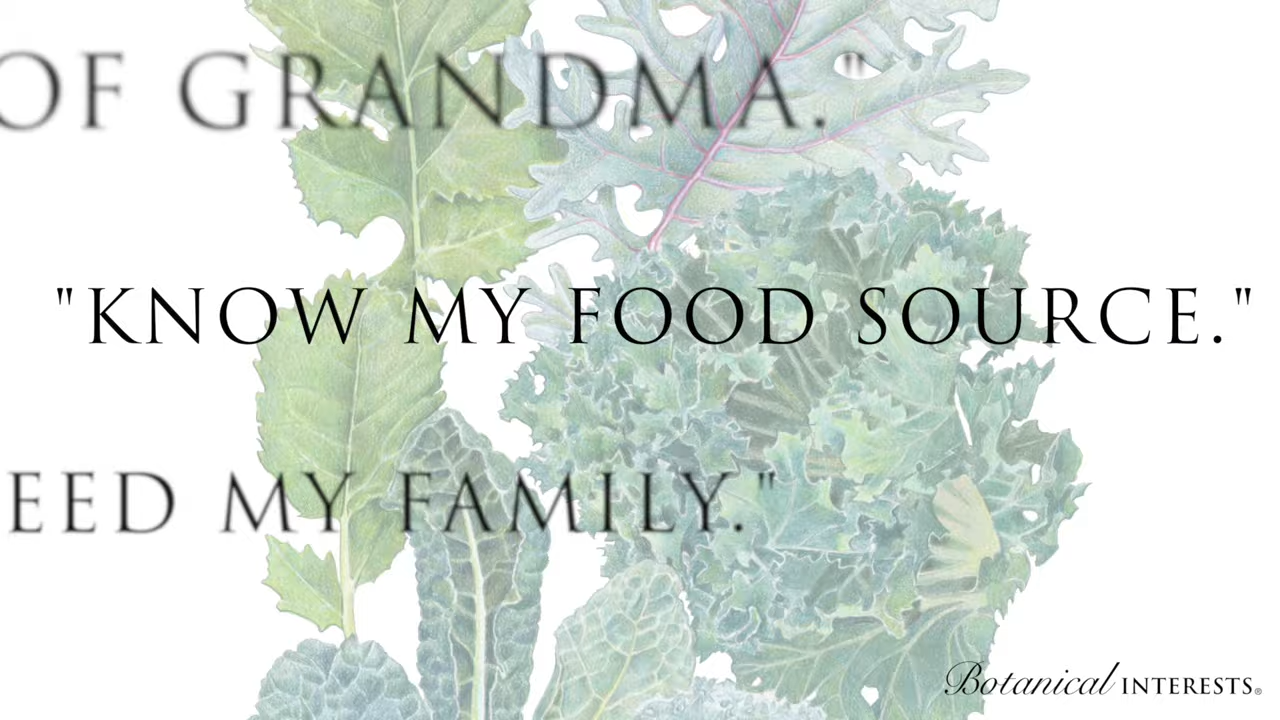 OF GRANDMA."
"KNOW MY FOOD SOURCE."
EED MY FAMILY."
Botanical INTERESTS®